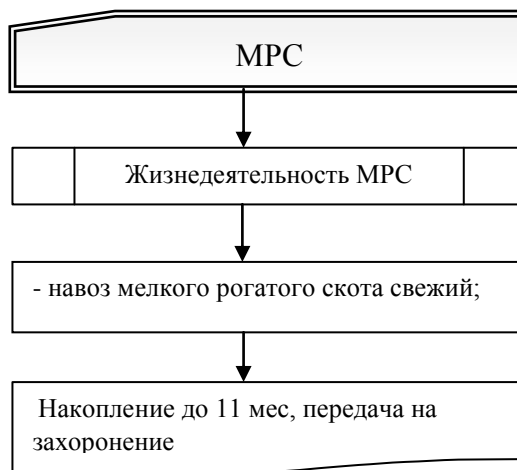 МРС
Жизнедеятельность МРС
- навоз мелкого рогатого скота свежий;
Накопление до 11 мес, передача на
захоронение